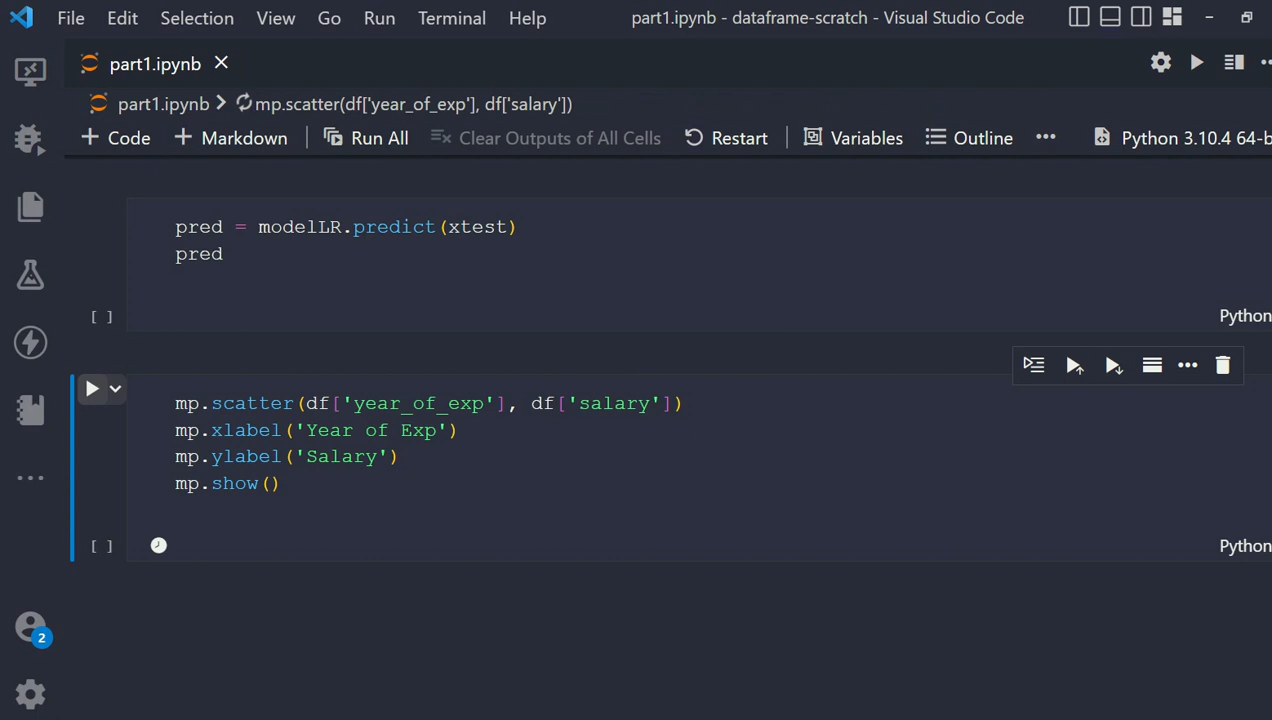 File Edit Selection View Go Run Terminal Help part1.ipynb - dataframe-scratch - Visual Studio Code
part1.ipynb
part1.ipynb > mp.scatter(df['year_of_exp'], df['salary'])
+ Code + Markdown Run All Clear Outputs of All Cells Restart Variables Outline ... Python 3.10.4 64-b
pred = modelLR.predict(xtest)
pred
[ ] Python
mp.scatter(df['year_of_exp'], df['salary'])
mp.xlabel('Year of Exp')
mp.ylabel('Salary')
mp.show()
[ ] Python
2